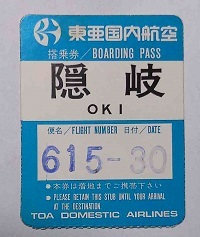 東亜国内航空
搭乗券/BOARDING PASS
隠岐
OKI
便名/FLIGHT NUMBER 日付/DATE
615-30
●本券は着地までご携帯下さい
●PLEASE RETAIN THIS STUB UNTIL YOUR ARRIVAL
AT THE DESTINATION.
TOA DOMESTIC AIRLINES